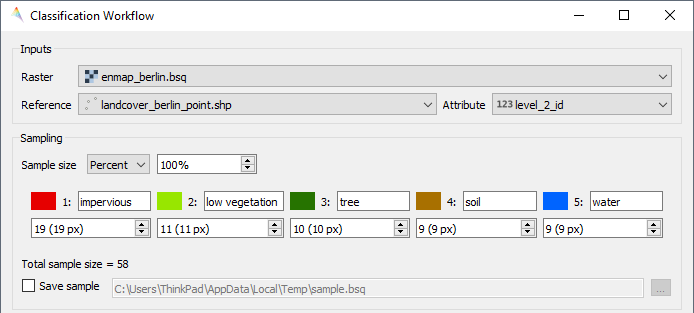 Classification Workflow
Inputs
Raster enmap_berlin.bsq
Reference landcover_berlin_point.shp Attribute 123 level_2_id
Sampling
Sample size Percent 100%
1: impervious 2: low vegetation 3: tree 4: soil 5: water
19 (19 px) 11 (11 px) 10 (10 px) 9 (9 px) 9 (9 px)
Total sample size = 58
Save sample C:\Users\ThinkPad\AppData\Local\Temp\sample.bsq ...